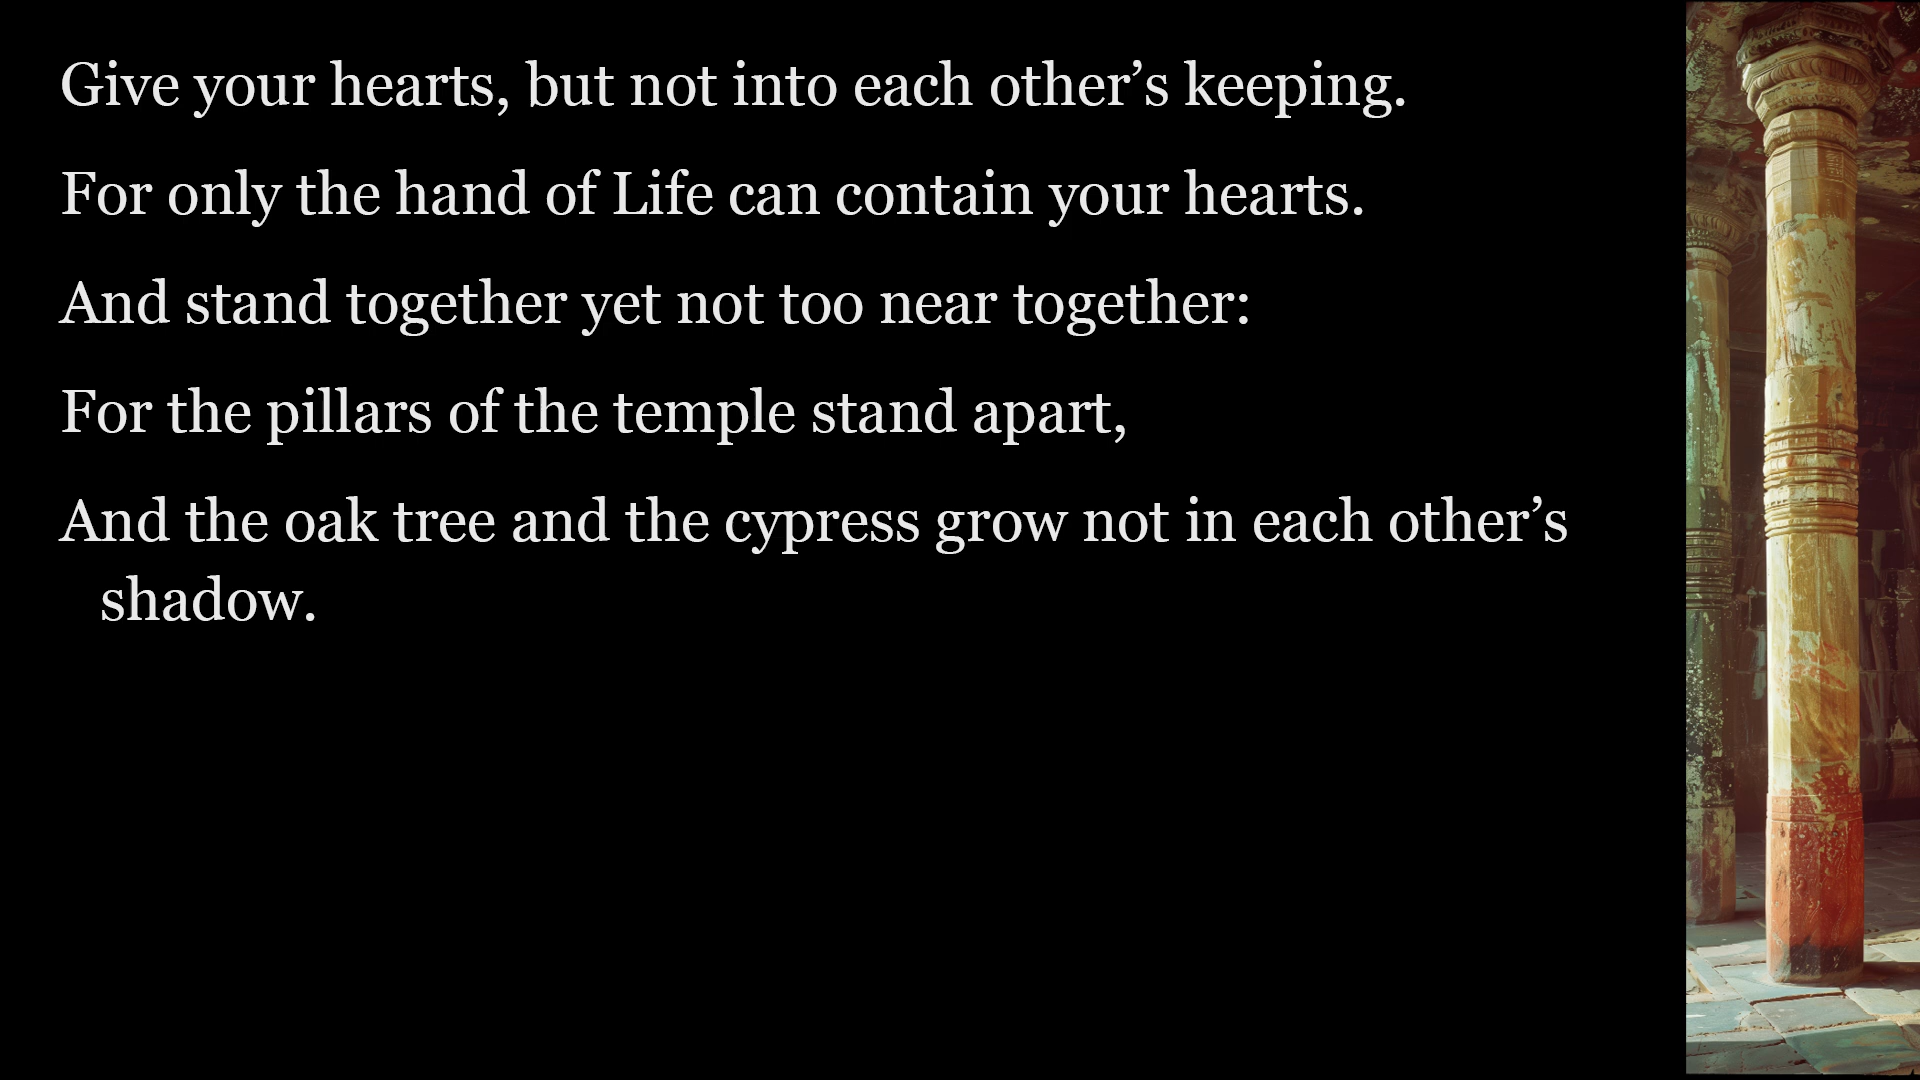 Give your hearts, but not into each other’s keeping.
For only the hand of Life can contain your hearts.
And stand together yet not too near together:
For the pillars of the temple stand apart,
And the oak tree and the cypress grow not in each other’s
shadow.